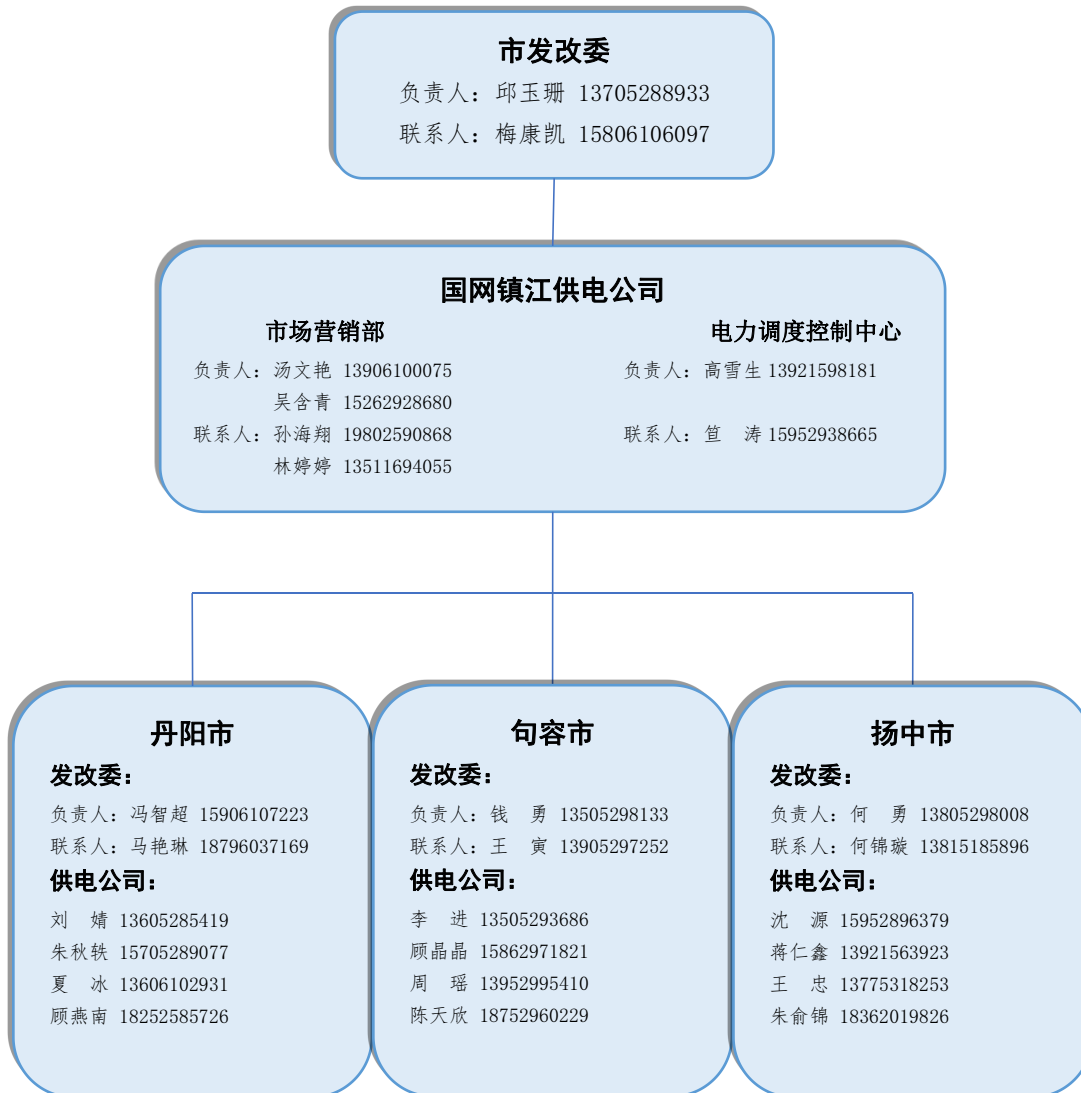 市发改委
负责人：邱玉珊 13705288933
联系人：梅康凯 15806106097
国网镇江供电公司
市场营销部
负责人：汤文艳 13906100075
吴含青 15262928680
联系人：孙海翔 19802590868
林婷婷 13511694055
电力调度控制中心
负责人：高雪生 13921598181
联系人：笪　涛 15952938665
丹阳市
发改委：
负责人：冯智超 15906107223
联系人：马艳琳 18796037169
供电公司：
刘　婧 13605285419
朱秋轶 15705289077
夏　冰 13606102931
顾燕南 18252585726
句容市
发改委：
负责人：钱　勇 13505298133
联系人：王　寅 13905297252
供电公司：
李　进 13505293686
顾晶晶 15862971821
周　瑶 13952995410
陈天欣 18752960229
扬中市
发改委：
负责人：何　勇 13805298008
联系人：何锦璇 13815185896
供电公司：
沈　源 15952896379
蒋仁鑫 13921563923
王　忠 13775318253
朱俞锦 18362019826